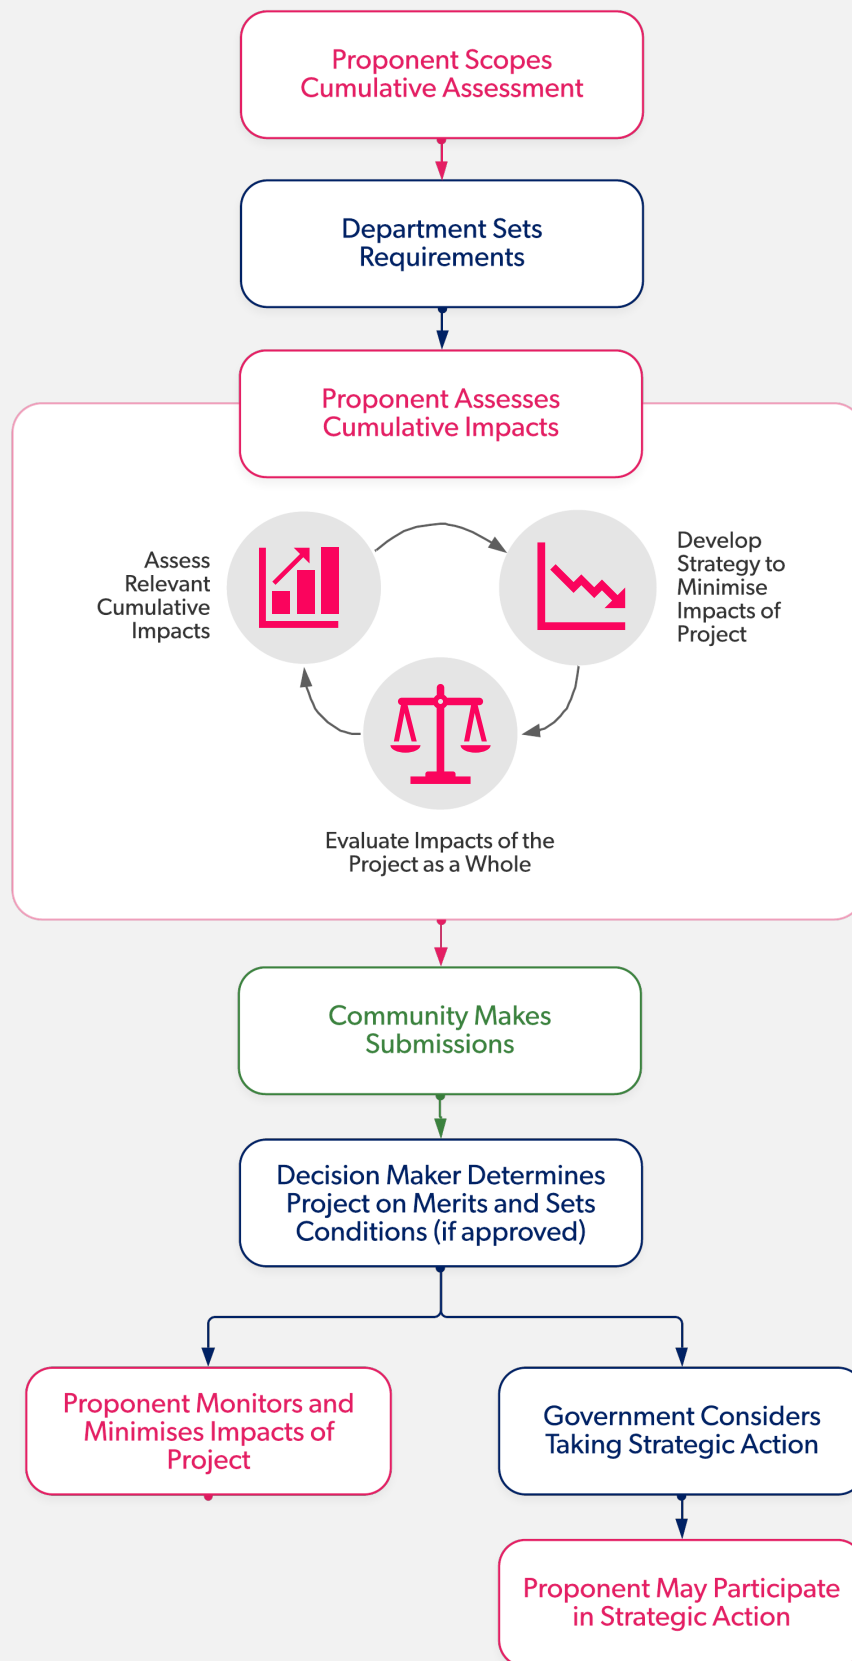 Proponent Scopes
Cumulative Assessment
Department Sets
Requirements
Proponent Assesses
Cumulative Impacts
Assess
Relevant
Cumulative
Impacts
Develop
Strategy to
Minimise
Impacts of
Project
Evaluate Impacts of the
Project as a Whole
Community Makes
Submissions
Decision Maker Determines
Project on Merits and Sets
Conditions (if approved)
Proponent Monitors and
Minimises Impacts of
Project
Government Considers
Taking Strategic Action
Proponent May Participate
in Strategic Action